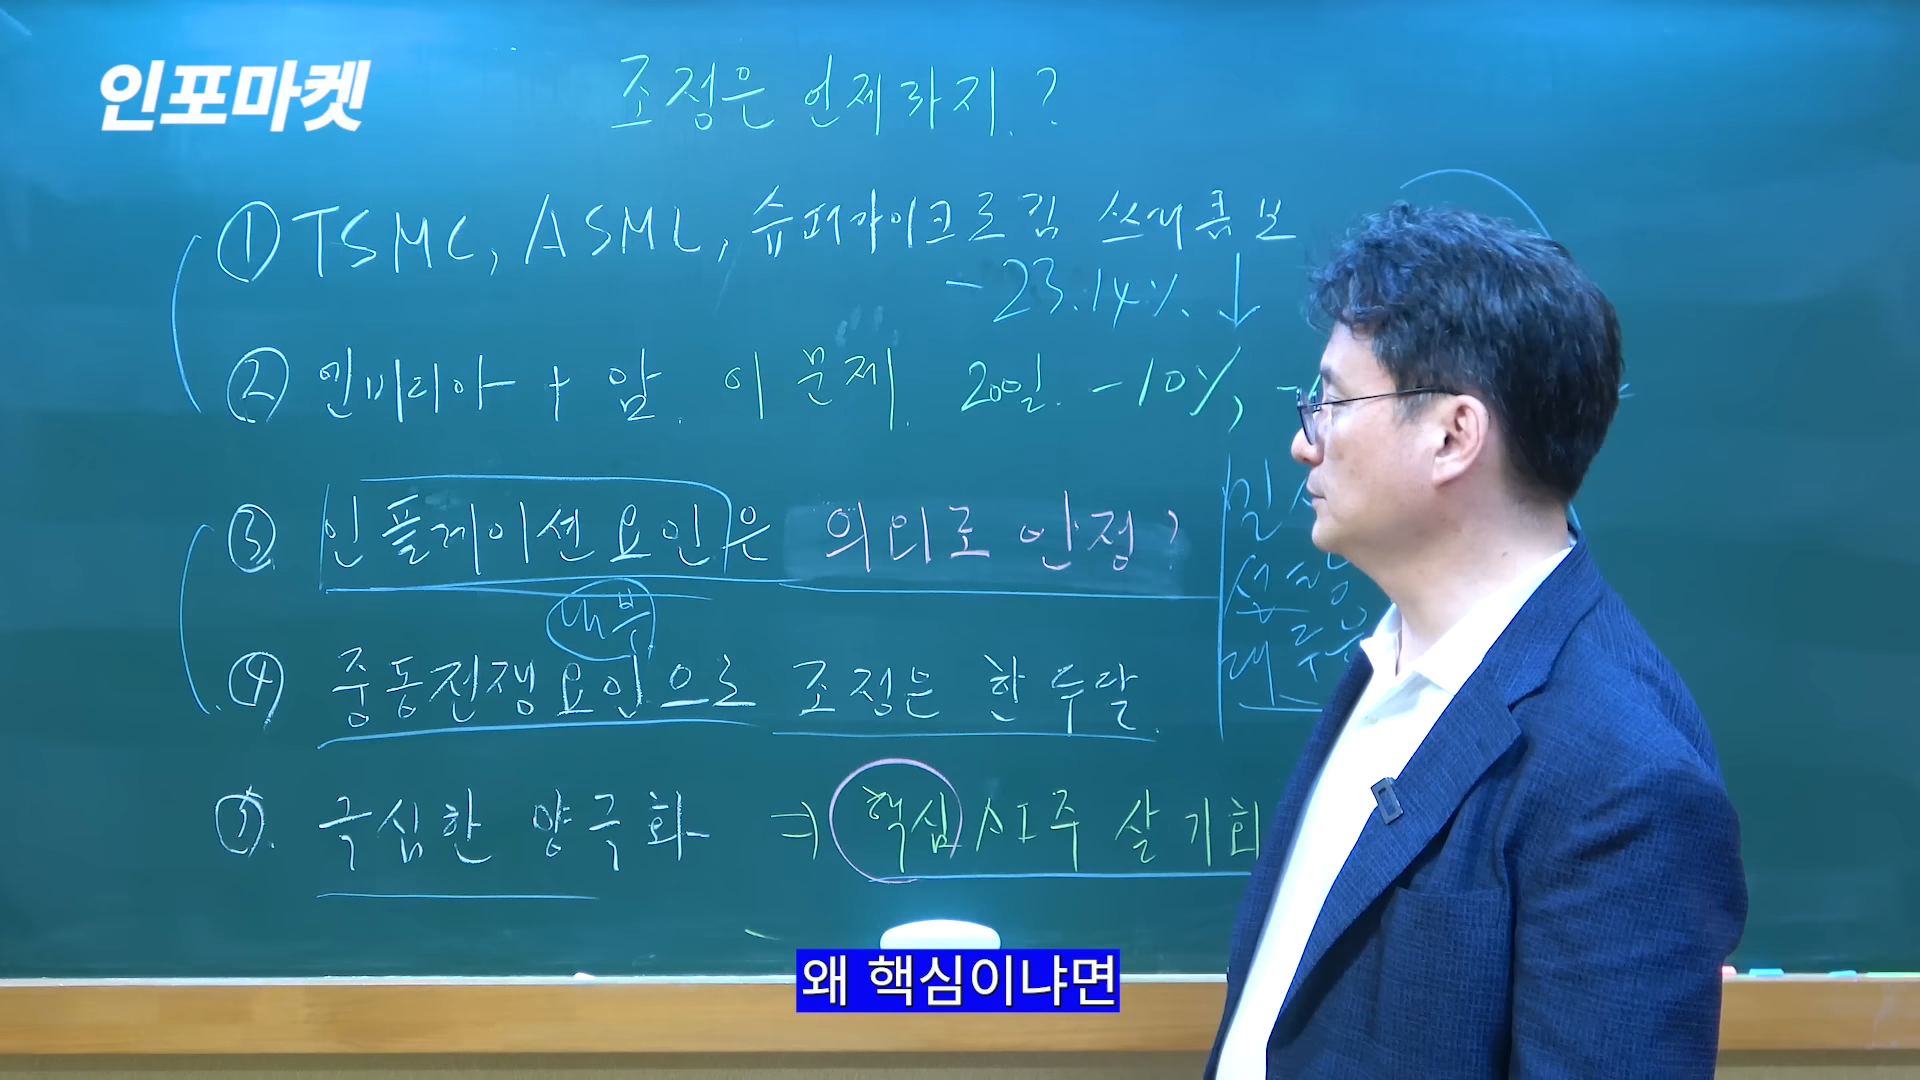 인포마켓
조정은 언제라지?
① TSMC, ASML, 슈퍼마이크로컴 쓰레콤보
-23.14% ↓
② 엔비디아 + 암. 이 문제. 20일. -10%,
③ 인플레이션요인은 의외로 안정?
내부
④ 중동전쟁요인으로 조정은 한두달.
⑤. 극심한 양극화 ⇒ 핵심 AI주 살 기회
왜 핵심이냐면